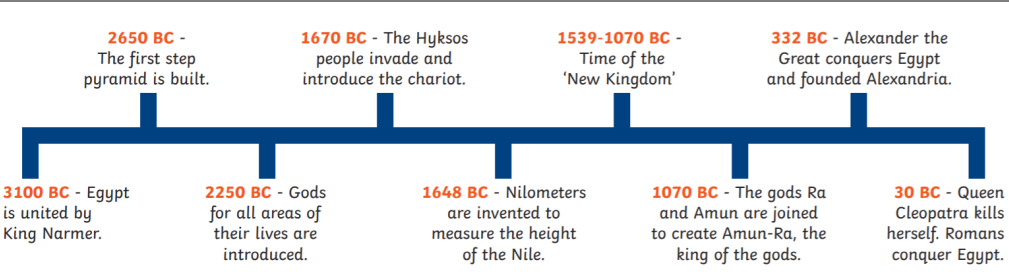 2650 BC -
The first step
pyramid is built.
1670 BC - The Hyksos
people invade and
introduce the chariot.
1539-1070 BC -
Time of the
‘New Kingdom’
332 BC - Alexander the
Great conquers Egypt
and founded Alexandria.
3100 BC - Egypt
is united by
King Narmer.
2250 BC - Gods
for all areas of
their lives are
introduced.
1648 BC - Nilometers
are invented to
measure the height
of the Nile.
1070 BC - The gods Ra
and Amun are joined
to create Amun-Ra, the
king of the gods.
30 BC - Queen
Cleopatra kills
herself. Romans
conquer Egypt.